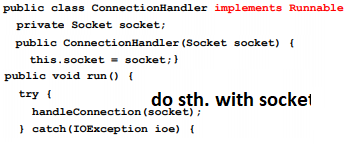 public class ConnectionHandler implements Runnable
private Socket socket;
public ConnectionHandler(Socket socket) {
this.socket = socket;}
public void run() {
try {
do sth. with socket
handleConnection(socket);
} catch(IOException ioe) {